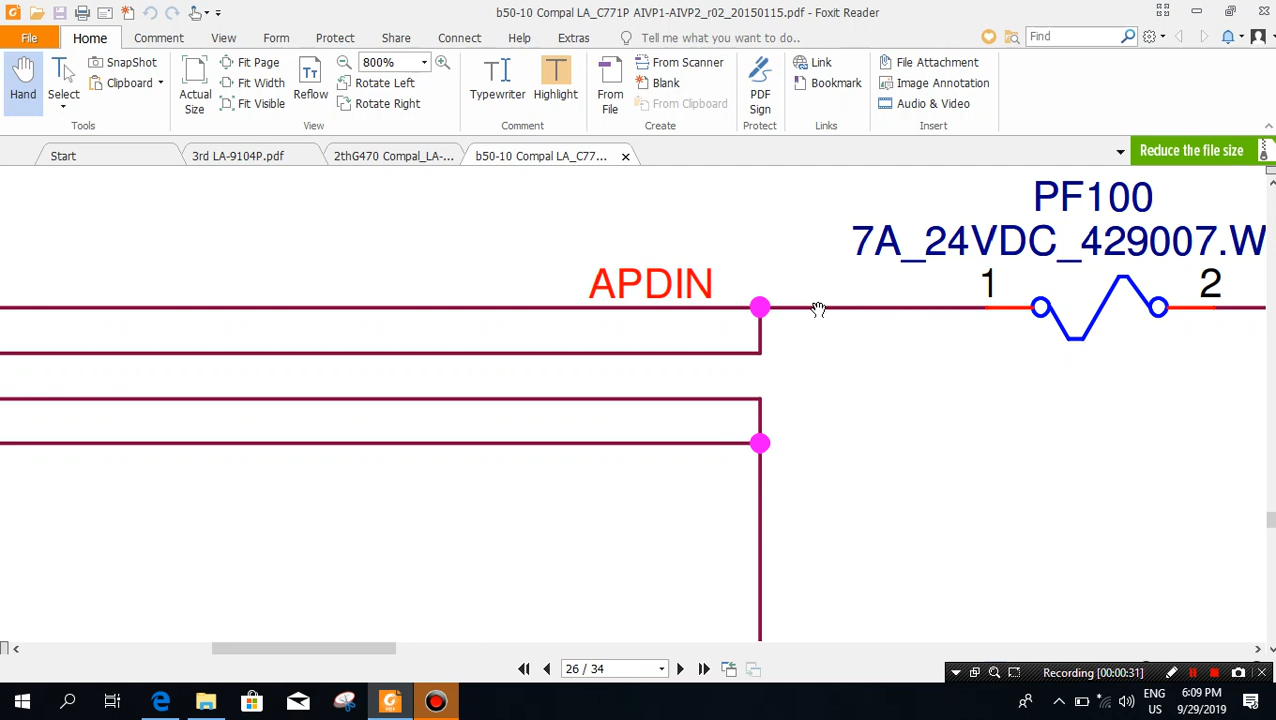 b50-10 Compal LA_C771P AIVP1-AIVP2_r02_20150115.pdf - Foxit Reader
File Home Comment View Form Protect Share Connect Help Extras Tell me what you want to do.. Find
Hand
Select
SnapShot
Clipboard
Tools
Actual Size
Fit Page
Fit Width
Fit Visible
Reflow
800%
Rotate Left
Rotate Right
View
Typewriter
Highlight
Comment
From File
From Scanner
Blank
From Clipboard
Create
PDF Sign
Protect
Link
Bookmark
Links
File Attachment
Image Annotation
Audio & Video
Insert
Start 3rd LA-9104P.pdf 2thG470 Compal_LA-... b50-10 Compal LA_C77... Reduce the file size
PF100
7A_24VDC_429007.W
APDIN 1 2
26 / 34
Recording [00:00:31]
ENG 6:09 PM
US 9/29/2019